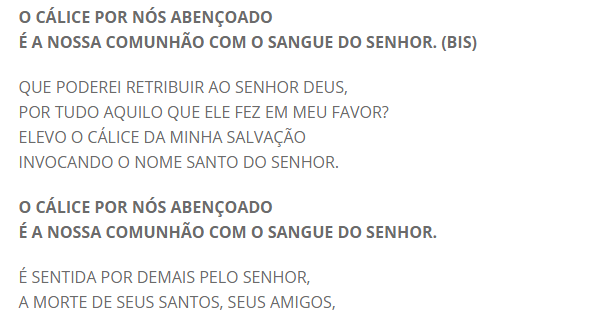 O CÁLICE POR NÓS ABENÇOADO
É A NOSSA COMUNHÃO COM O SANGUE DO SENHOR. (BIS)
QUE PODEREI RETRIBUIR AO SENHOR DEUS,
POR TUDO AQUILO QUE ELE FEZ EM MEU FAVOR?
ELEVO O CÁLICE DA MINHA SALVAÇÃO
INVOCANDO O NOME SANTO DO SENHOR.
O CÁLICE POR NÓS ABENÇOADO
É A NOSSA COMUNHÃO COM O SANGUE DO SENHOR.
É SENTIDA POR DEMAIS PELO SENHOR,
A MORTE DE SEUS SANTOS, SEUS AMIGOS,